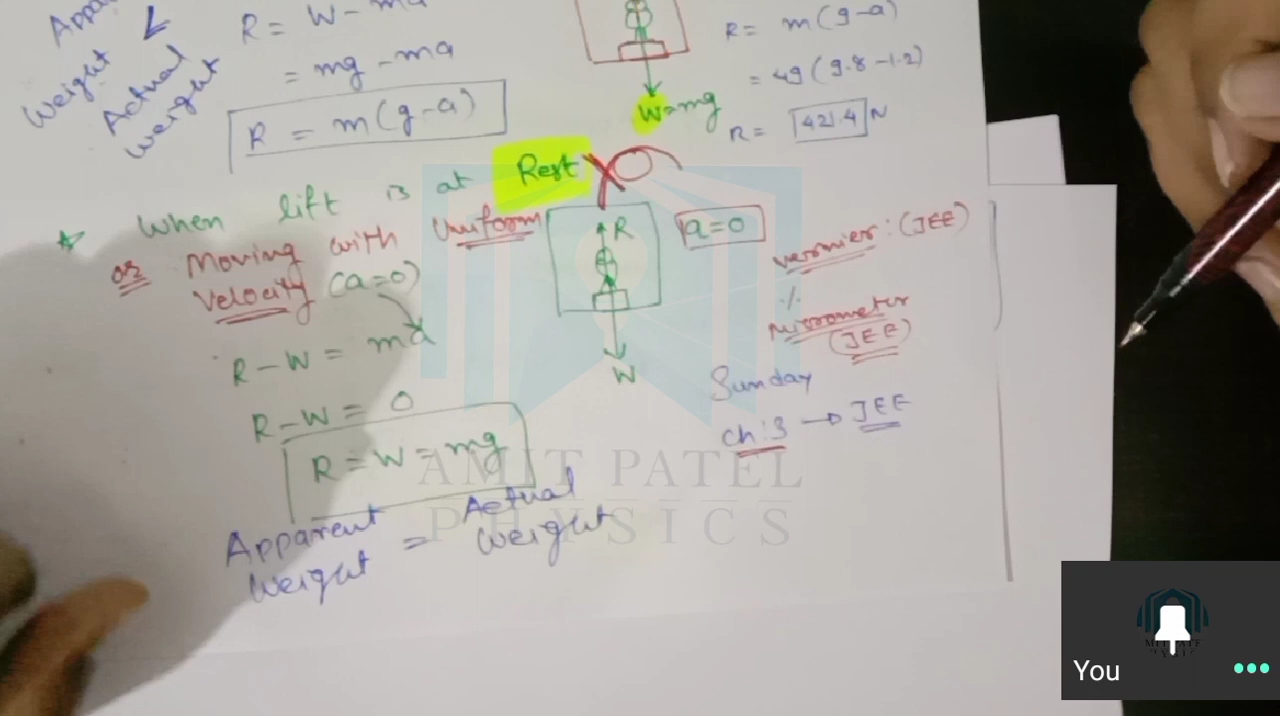 Weight
Actual
weight
R = W - ma
= mg - ma
R = m(g-a)
W=mg
R = m(g-a)
= 49(9.8-1.2)
R = 421.4 N
When lift is at Rest
or Moving with Uniform
Velocity (a=0)
R - W = ma
R - W = 0
R = W = mg
Apparent Weight = Actual Weight
R
W
a=0
Vernier: (JEE)
Micrometer
(JEE)
Sunday
ch:3 → JEE
AMIT PATEL
PHYSICS
You